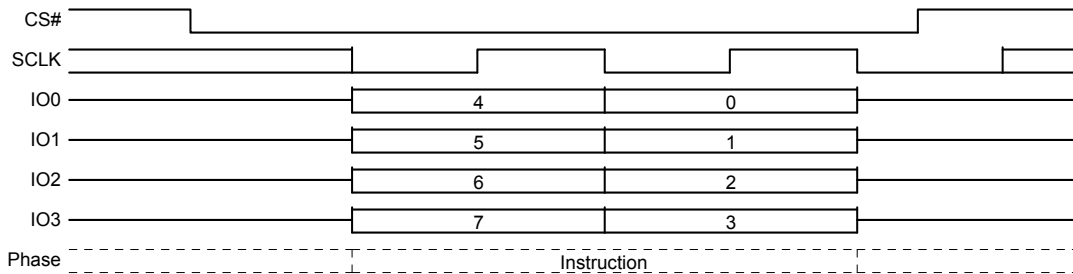 CS#
SCLK
IO0 4 0
IO1 5 1
IO2 6 2
IO3 7 3
Phase Instruction